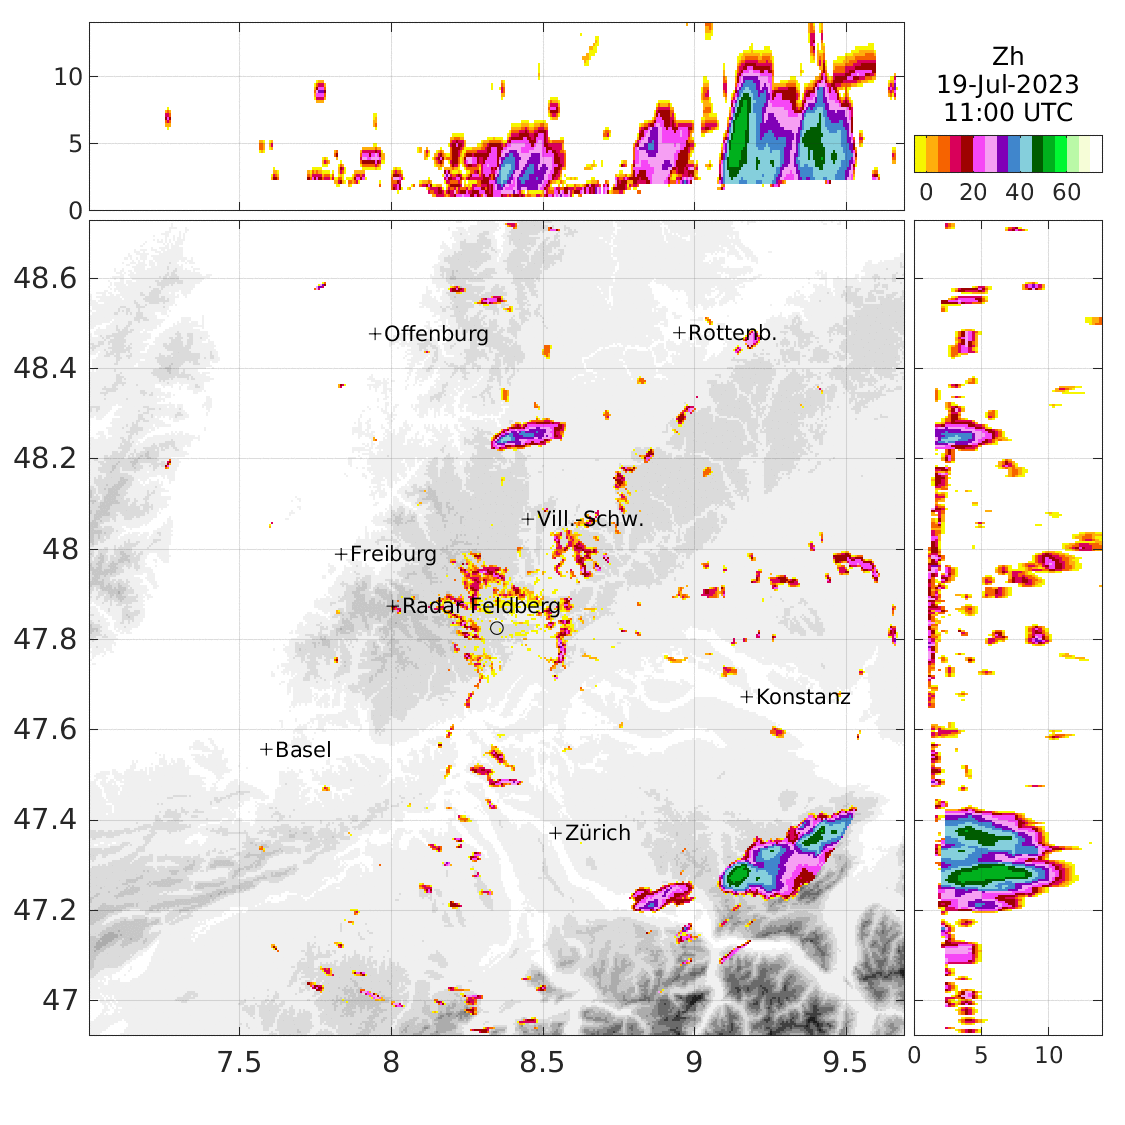 10
5
0
Zh
19-Jul-2023
11:00 UTC
0 20 40 60
48.6
48.4
48.2
48
47.8
47.6
47.4
47.2
47
+Offenburg
+Rottenb.
+Vill.-Schw.
+Freiburg
+Radar Feldberg
+Konstanz
+Basel
+Zürich
7.5 8 8.5 9 9.5
0 5 10